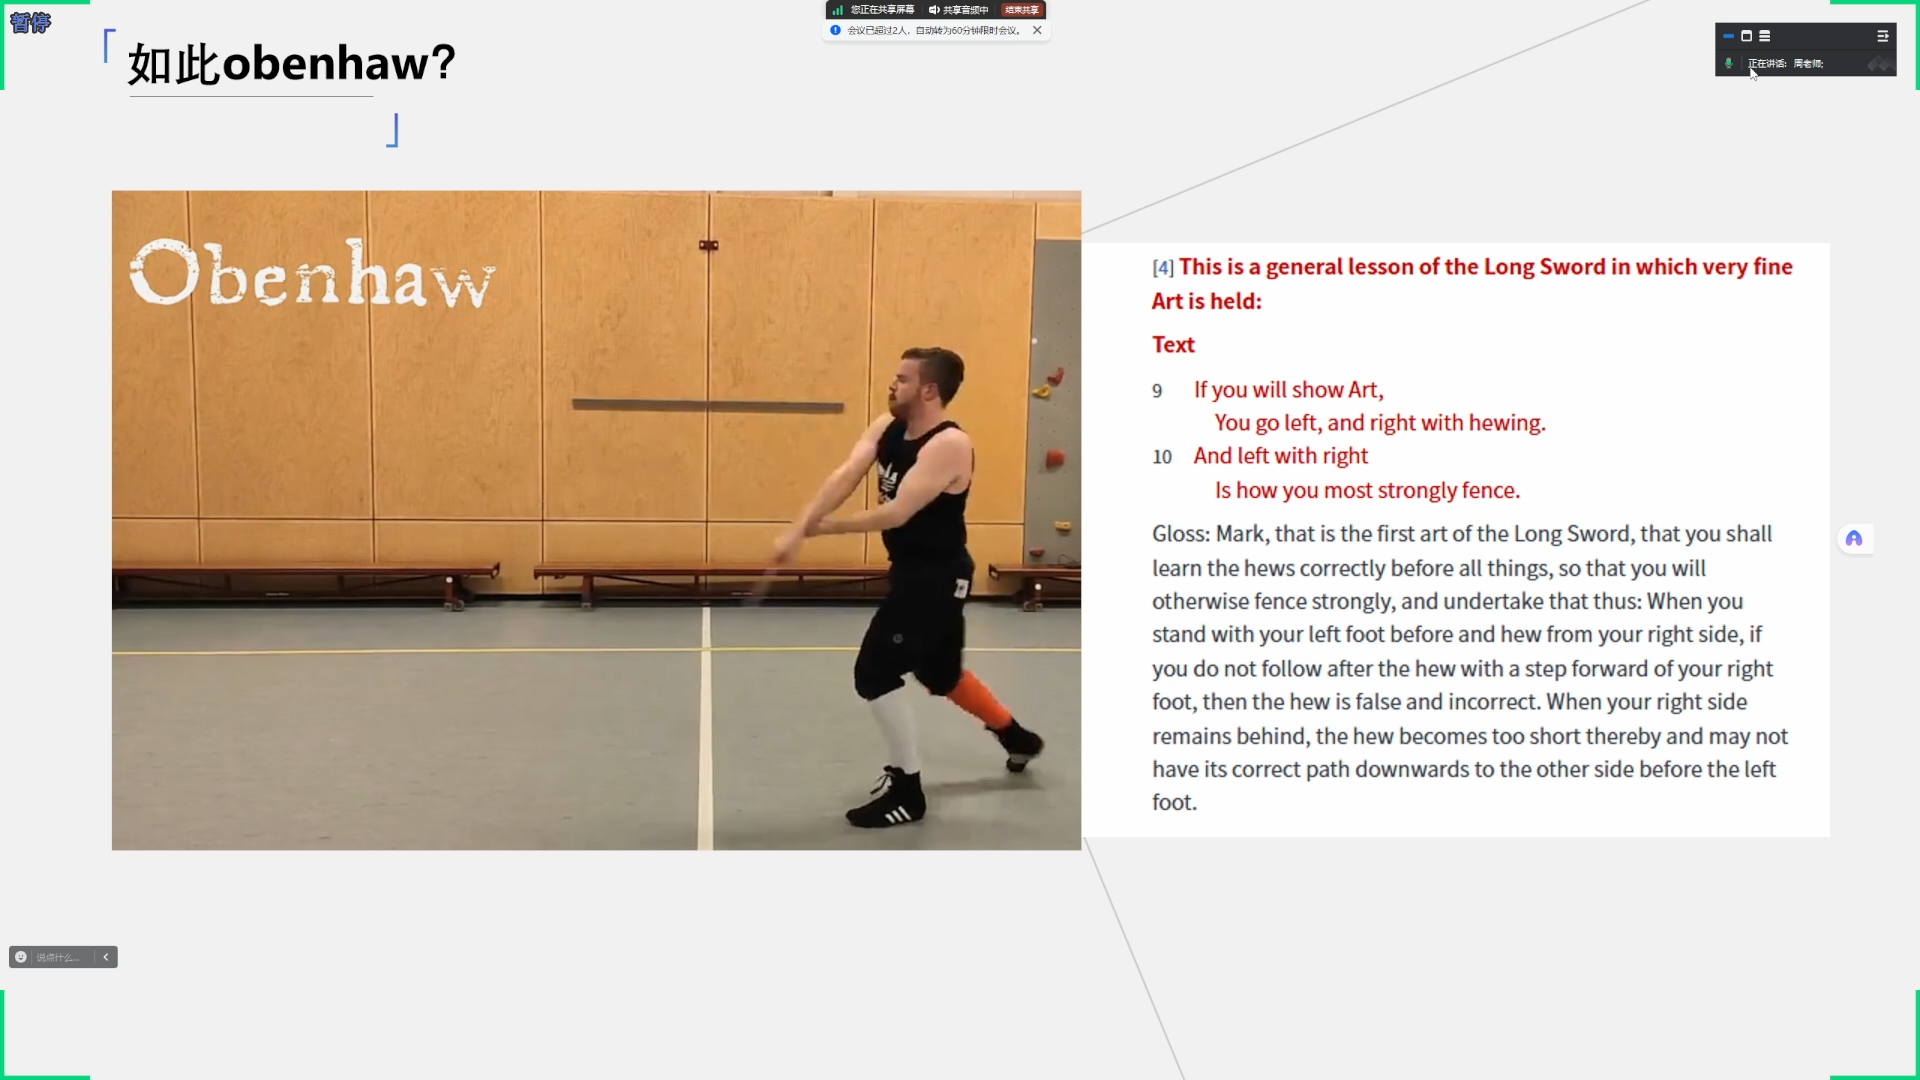 暂停
您正在共享屏幕 共享音频中 结束共享
会议已超过2人，自动转为60分钟限时会议。
正在讲话: 周老师;
「如此obenhaw?」
Obenhaw
[4] This is a general lesson of the Long Sword in which very fine
Art is held:
Text
9 If you will show Art,
You go left, and right with hewing.
10 And left with right
Is how you most strongly fence.
Gloss: Mark, that is the first art of the Long Sword, that you shall
learn the hews correctly before all things, so that you will
otherwise fence strongly, and undertake that thus: When you
stand with your left foot before and hew from your right side, if
you do not follow after the hew with a step forward of your right
foot, then the hew is false and incorrect. When your right side
remains behind, the hew becomes too short thereby and may not
have its correct path downwards to the other side before the left
foot.
说点什么...